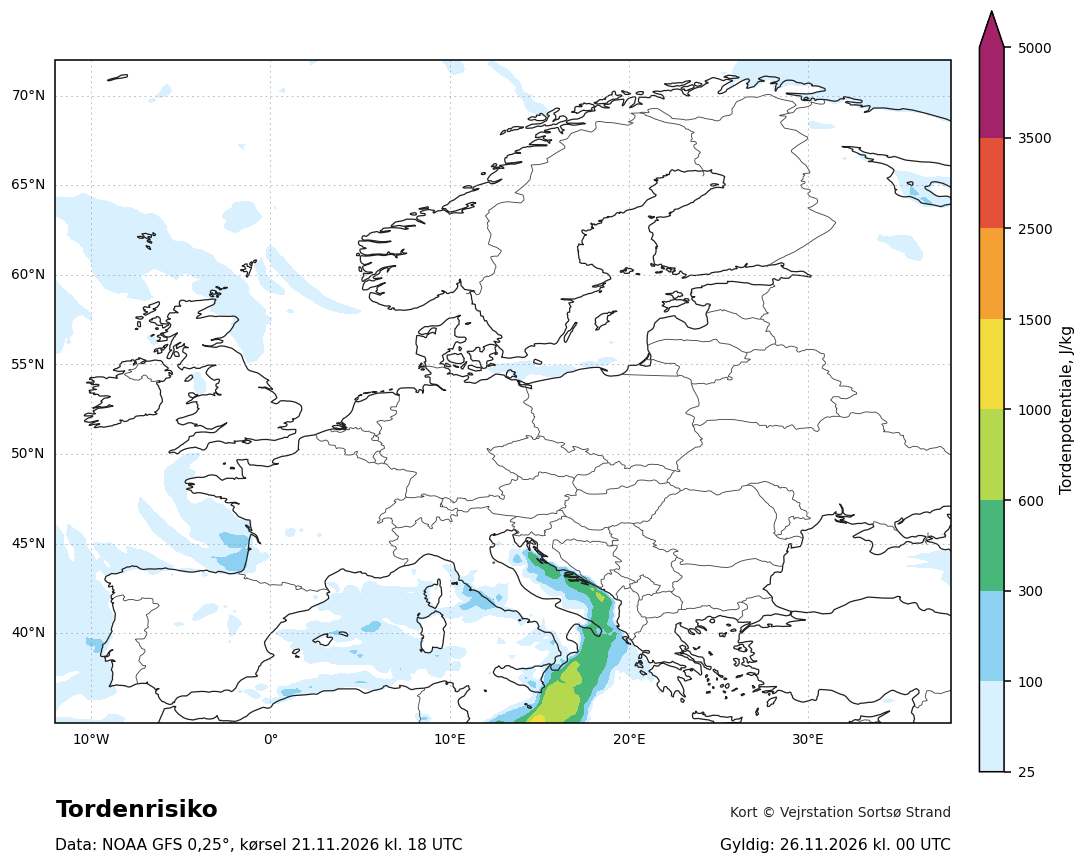 70°N
65°N
60°N
55°N
50°N
45°N
40°N
10°W
0°
10°E
20°E
30°E
5000
3500
2500
1500
1000
600
300
100
25
Tordenpotentiale, J/kg
Tordenrisiko
Kort © Vejrstation Sortsø Strand
Data: NOAA GFS 0,25°, kørsel 21.11.2026 kl. 18 UTC
Gyldig: 26.11.2026 kl. 00 UTC